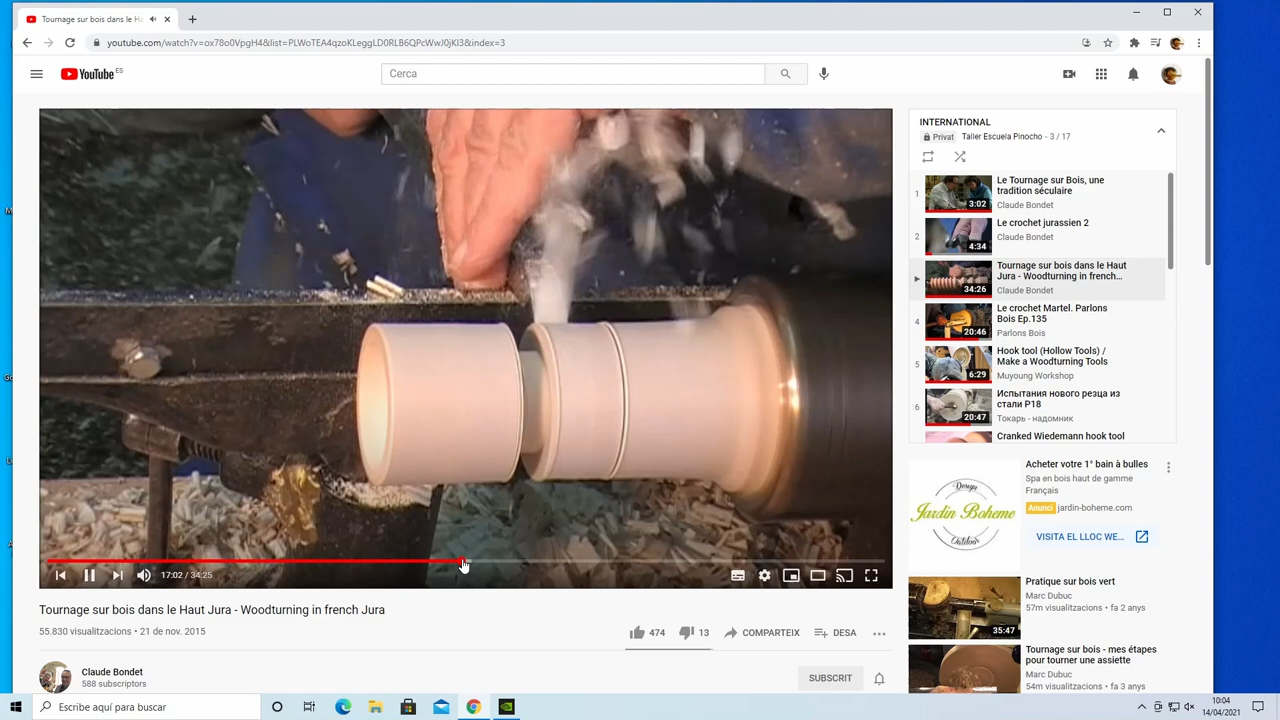 Tournage sur bois dans le Ha
youtube.com/watch?v=ox78o0VpgH4&list=PLWoTEA4qzoKLeggLD0RLB6QPcWwJ0jKI3&index=3
YouTube ES
Cerca
INTERNATIONAL
Privat Taller Escuela Pinocho - 3 / 17
1
3:02
Le Tournage sur Bois, une
tradition séculaire
Claude Bondet
2
4:34
Le crochet jurassien 2
Claude Bondet
34:26
Tournage sur bois dans le Haut
Jura - Woodturning in french...
Claude Bondet
4
20:46
Le crochet Martel. Parlons
Bois Ep.135
Parlons Bois
5
6:29
Hook tool (Hollow Tools) /
Make a Woodturning Tools
Muyoung Workshop
6
20:47
Испытания нового резца из
стали Р18
Токарь - надомник
Cranked Wiedemann hook tool
17:02 / 34:25
Tournage sur bois dans le Haut Jura - Woodturning in french Jura
55.830 visualitzacions • 21 de nov. 2015
474
13
COMPARTEIX
DESA
Claude Bondet
588 subscriptors
SUBSCRIT
Design
Jardin Boheme
Acheter votre 1° bain à bulles
Spa en bois haut de gamme
Français
Anunci jardin-boheme.com
VISITA EL LLOC WE...
35:47
Pratique sur bois vert
Marc Dubuc
57m visualitzacions • fa 2 anys
Tournage sur bois - mes étapes
pour tourner une assiette
Marc Dubuc
54m visualitzacions • fa 3 anys
Escribe aquí para buscar
10:04
14/04/2021